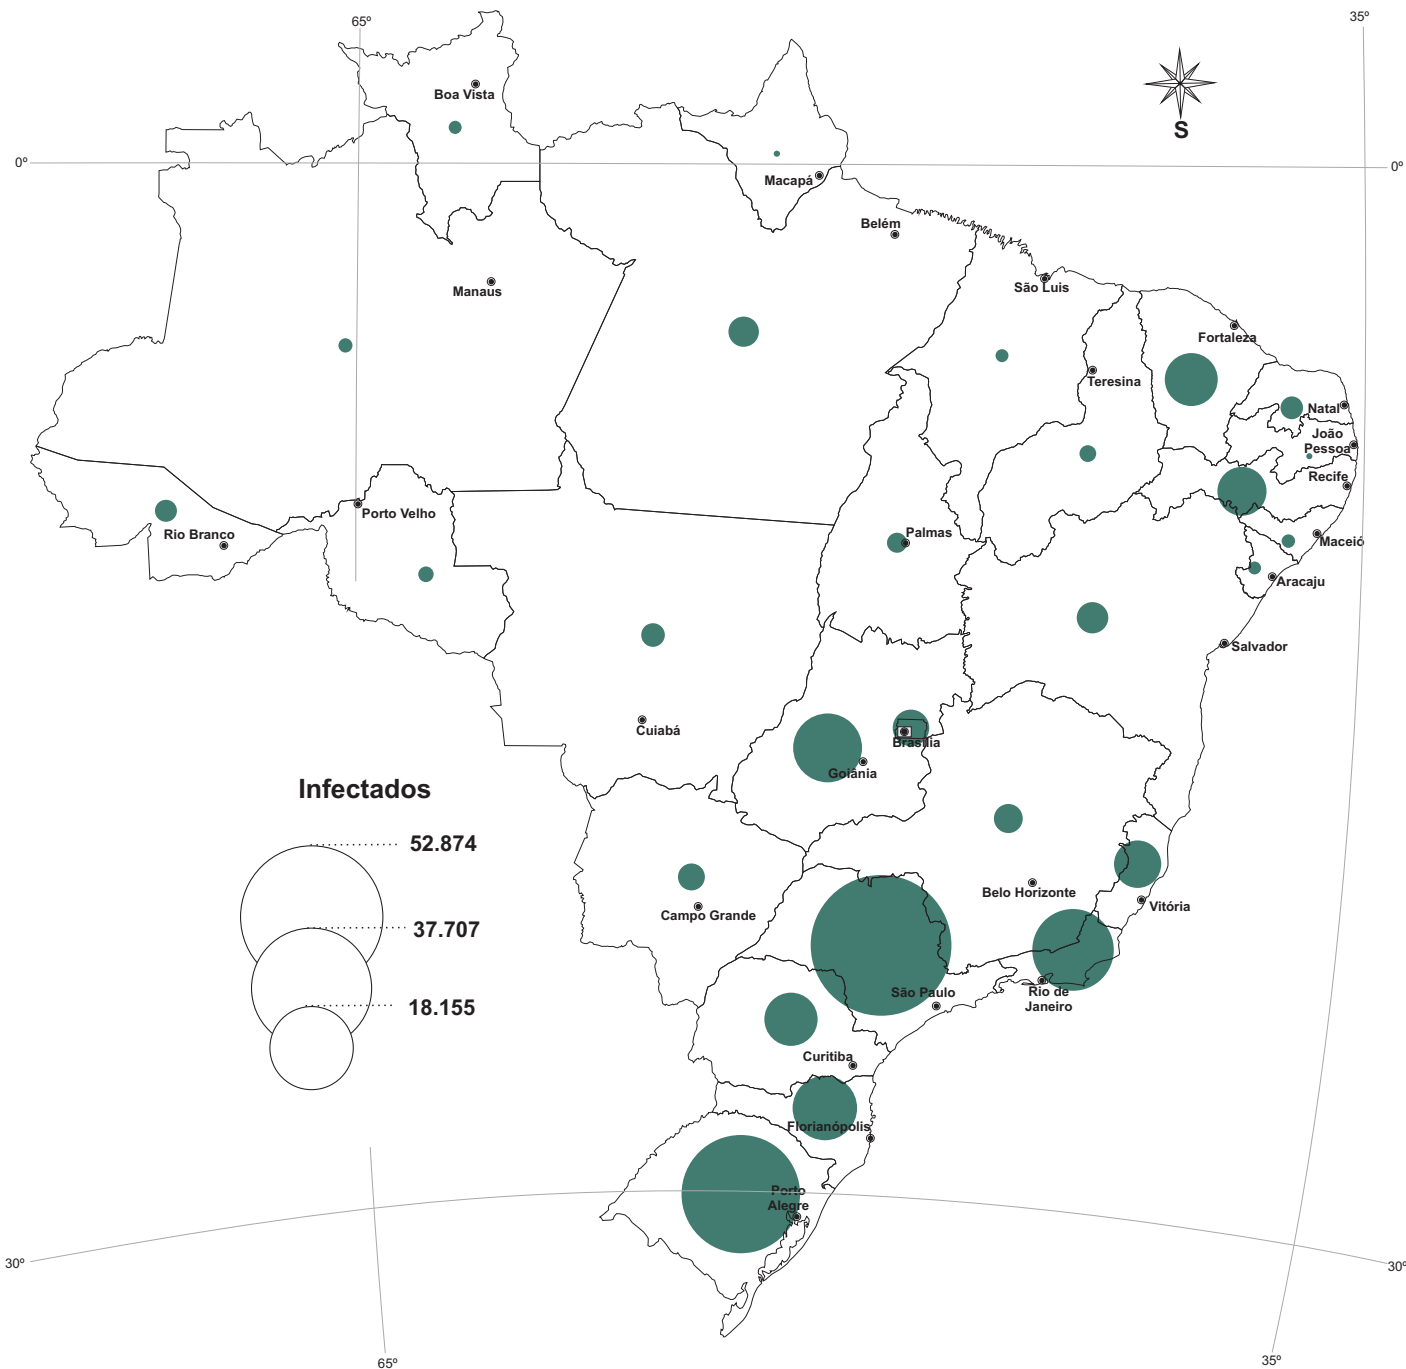 65º
35º
Boa Vista
S
0º
0º
Macapá
Belém
Manaus
São Luis
Fortaleza
Teresina
Natal
João
Pessoa
Recife
Porto Velho
Rio Branco
Palmas
Maceió
Aracaju
Salvador
Cuiabá
Brasília
Goiânia
Infectados
52.874
37.707
18.155
Belo Horizonte
Campo Grande
Vitória
São Paulo
Rio de
Janeiro
Curitiba
Florianópolis
Porto
Alegre
30º
30º
65º
35º